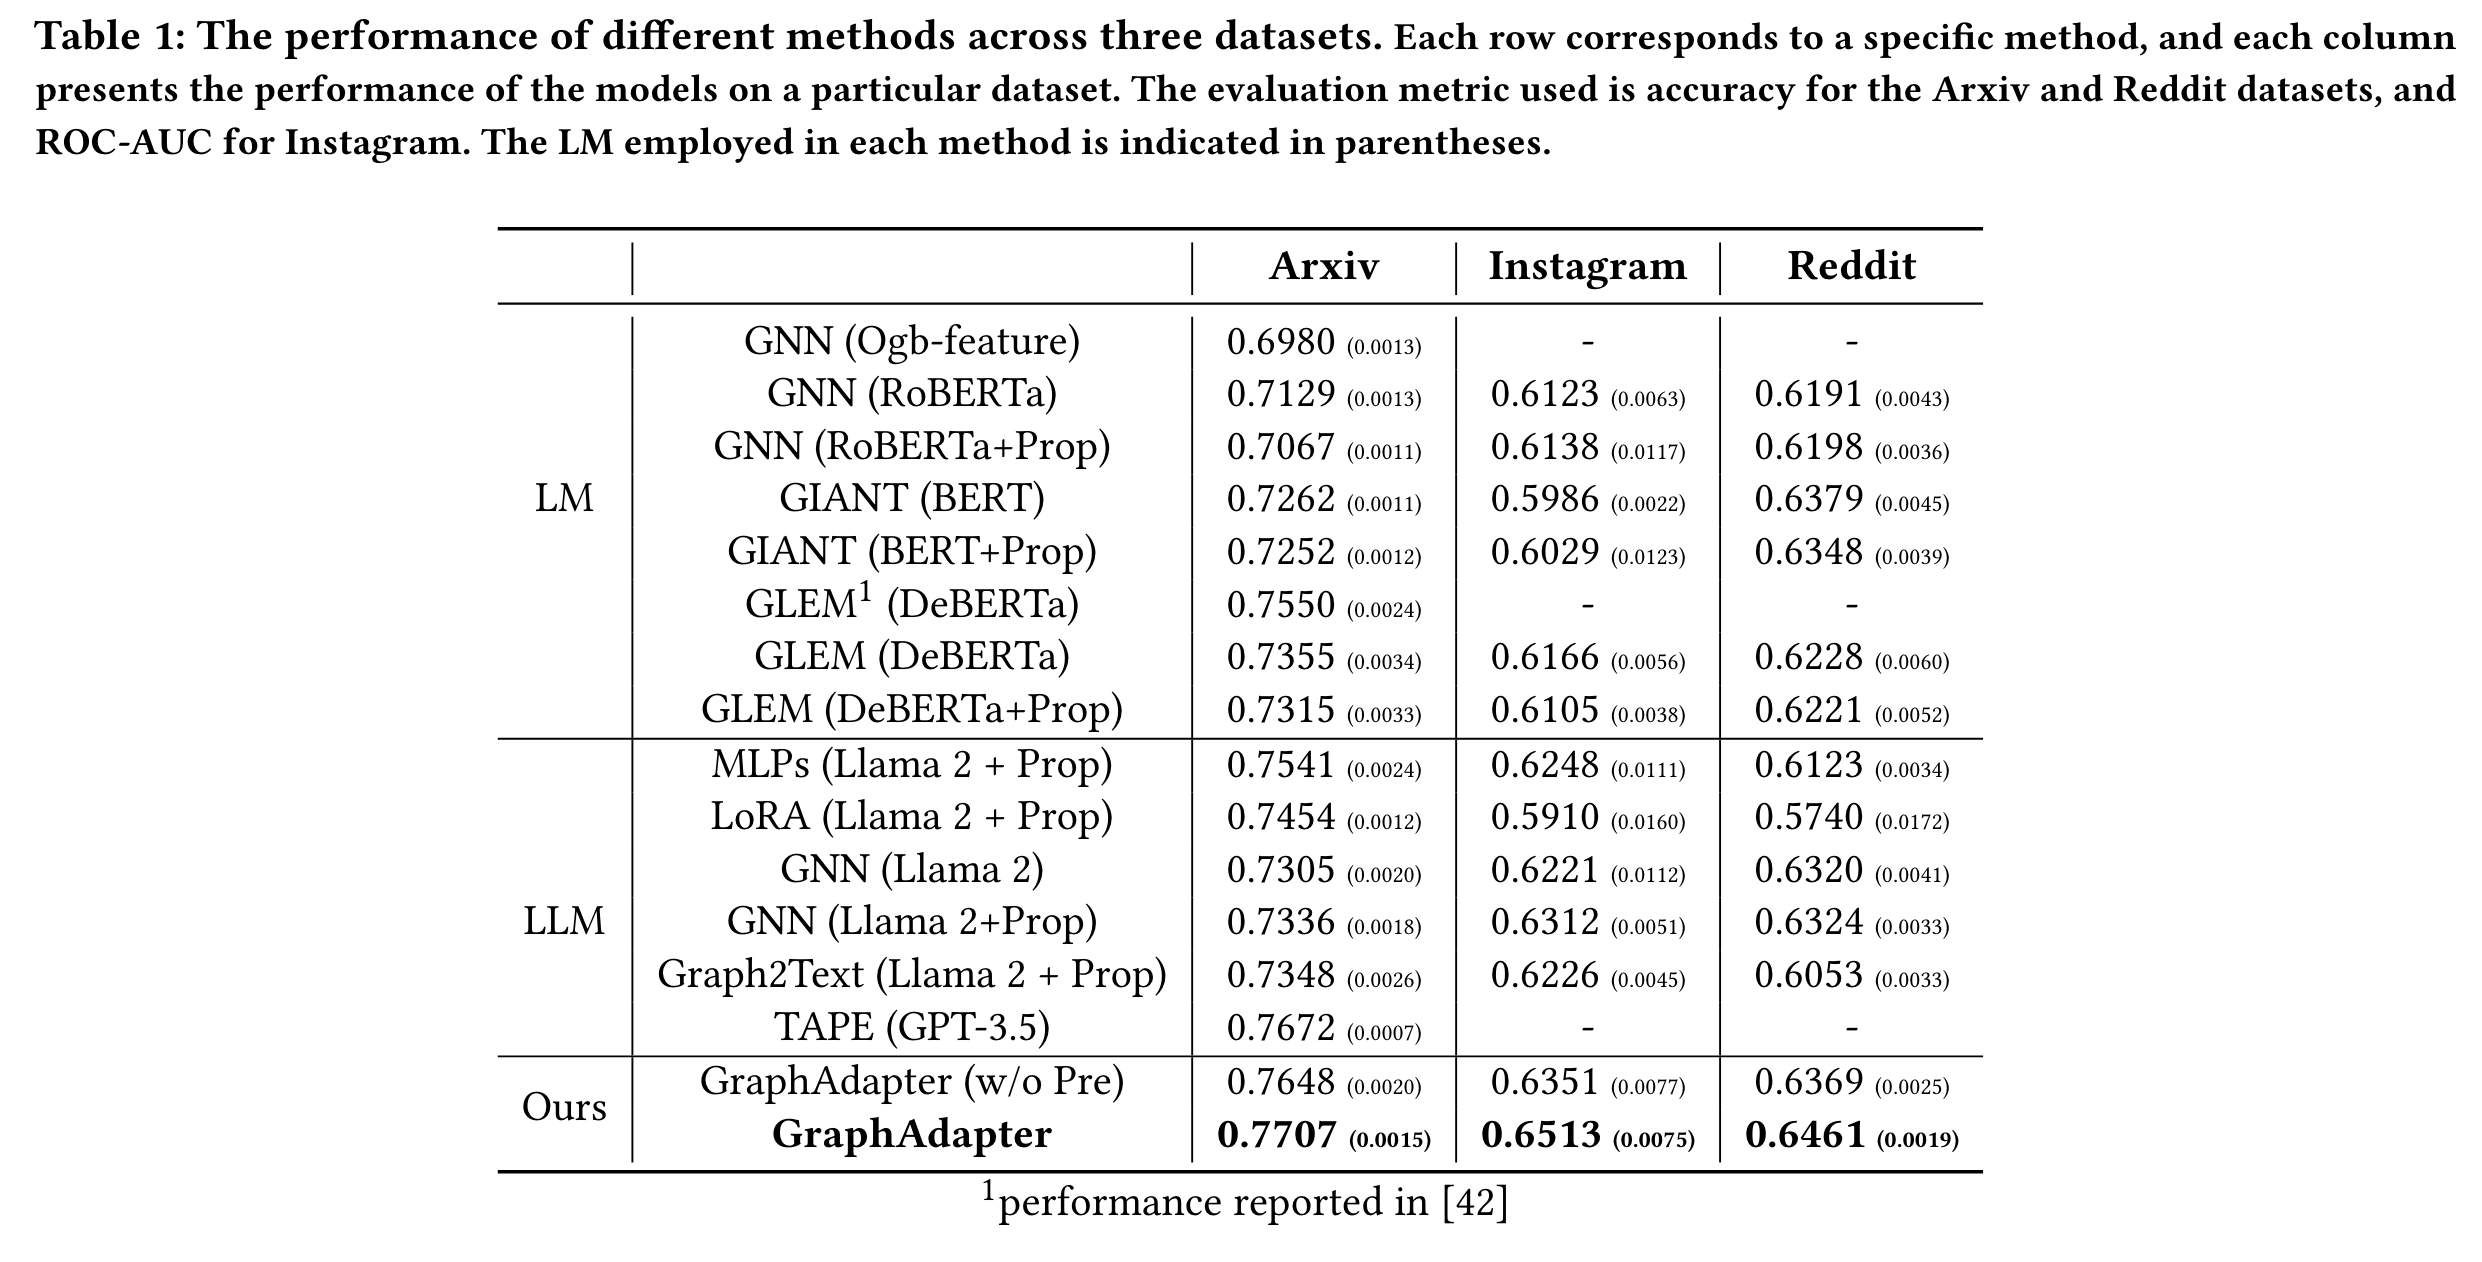 Table 1: The performance of different methods across three datasets. Each row corresponds to a specific method, and each column
presents the performance of the models on a particular dataset. The evaluation metric used is accuracy for the Arxiv and Reddit datasets, and
ROC-AUC for Instagram. The LM employed in each method is indicated in parentheses.
Arxiv Instagram Reddit
GNN (Ogb-feature) 0.6980 (0.0013) - -
GNN (RoBERTa) 0.7129 (0.0013) 0.6123 (0.0063) 0.6191 (0.0043)
GNN (RoBERTa+Prop) 0.7067 (0.0011) 0.6138 (0.0117) 0.6198 (0.0036)
LM GIANT (BERT) 0.7262 (0.0011) 0.5986 (0.0022) 0.6379 (0.0045)
GIANT (BERT+Prop) 0.7252 (0.0012) 0.6029 (0.0123) 0.6348 (0.0039)
GLEM¹ (DeBERTa) 0.7550 (0.0024) - -
GLEM (DeBERTa) 0.7355 (0.0034) 0.6166 (0.0056) 0.6228 (0.0060)
GLEM (DeBERTa+Prop) 0.7315 (0.0033) 0.6105 (0.0038) 0.6221 (0.0052)
MLPs (Llama 2 + Prop) 0.7541 (0.0024) 0.6248 (0.0111) 0.6123 (0.0034)
LoRA (Llama 2 + Prop) 0.7454 (0.0012) 0.5910 (0.0160) 0.5740 (0.0172)
GNN (Llama 2) 0.7305 (0.0020) 0.6221 (0.0112) 0.6320 (0.0041)
LLM GNN (Llama 2+Prop) 0.7336 (0.0018) 0.6312 (0.0051) 0.6324 (0.0033)
Graph2Text (Llama 2 + Prop) 0.7348 (0.0026) 0.6226 (0.0045) 0.6053 (0.0033)
TAPE (GPT-3.5) 0.7672 (0.0007) - -
Ours GraphAdapter (w/o Pre) 0.7648 (0.0020) 0.6351 (0.0077) 0.6369 (0.0025)
GraphAdapter 0.7707 (0.0015) 0.6513 (0.0075) 0.6461 (0.0019)
¹performance reported in [42]